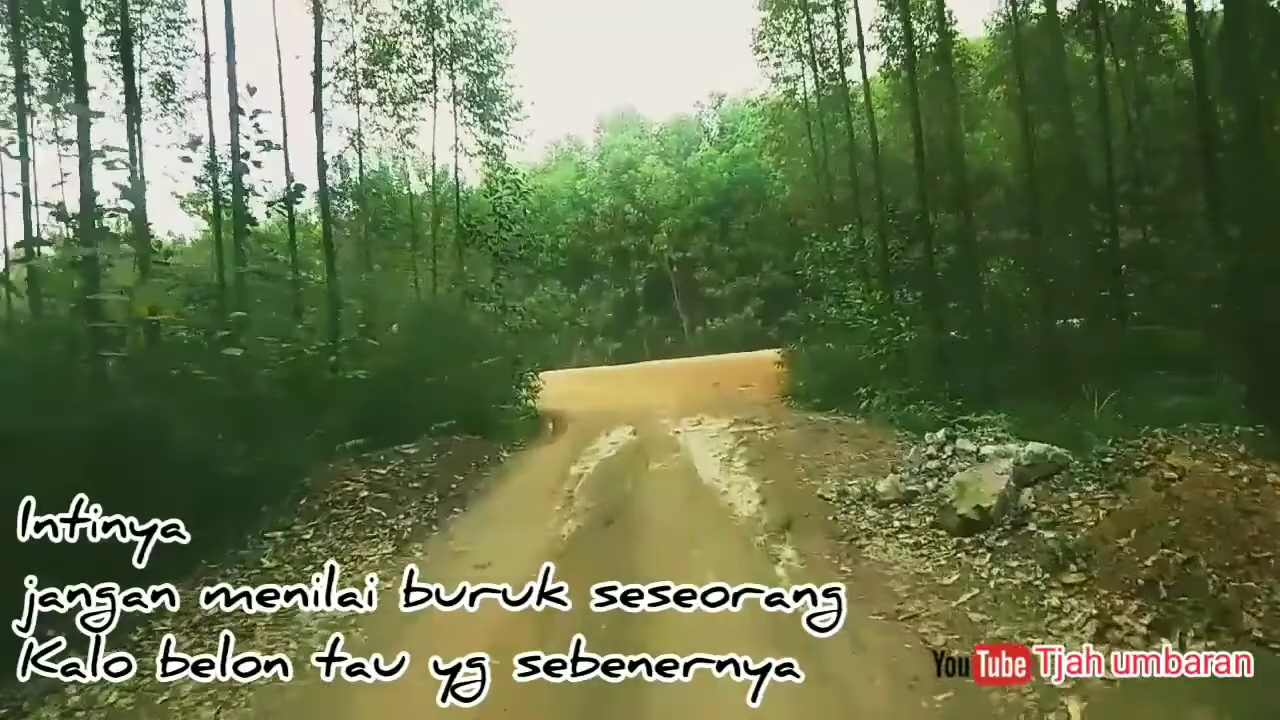 Intinya
jangan menilai buruk seseorang
Kalo belon tau yg sebenernya
YouTube Tjah umbaran